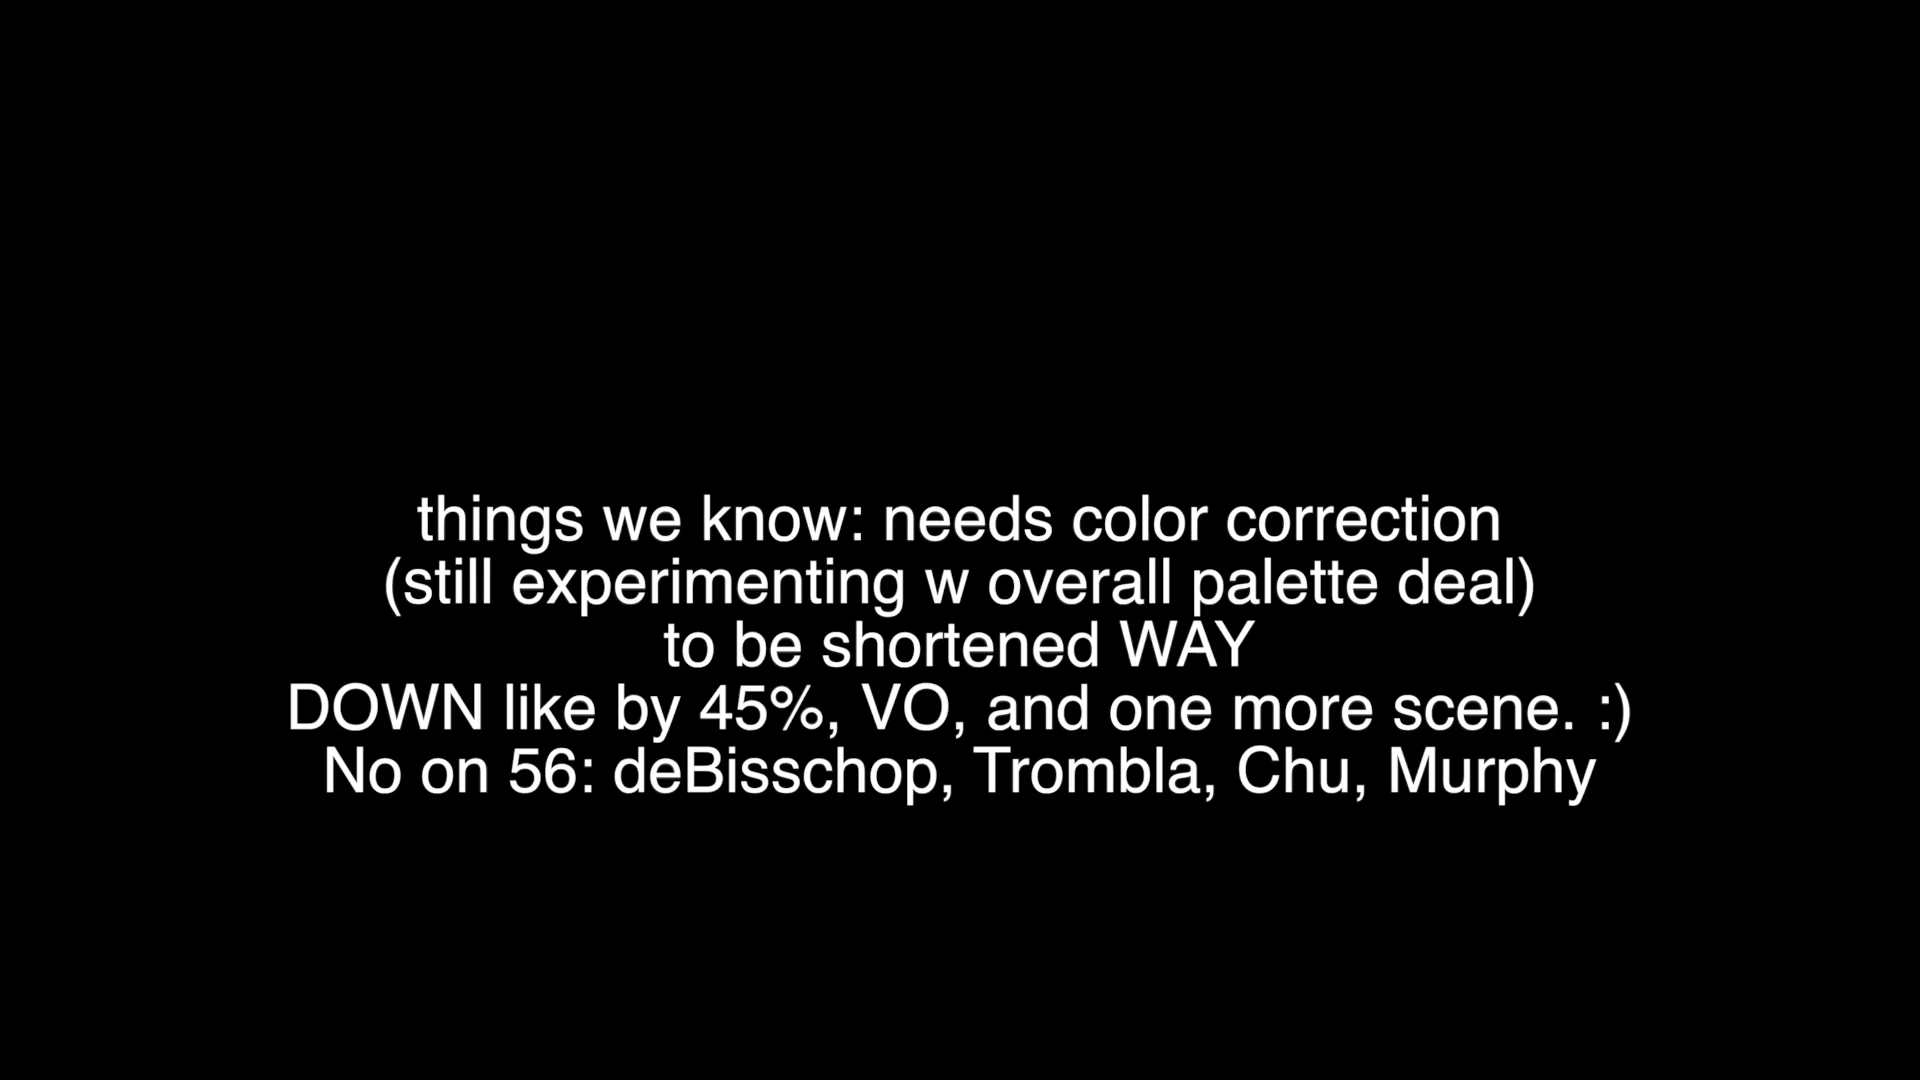 things we know: needs color correction
(still experimenting w overall palette deal)
to be shortened WAY
DOWN like by 45%, VO, and one more scene. :)
No on 56: deBisschop, Trombla, Chu, Murphy